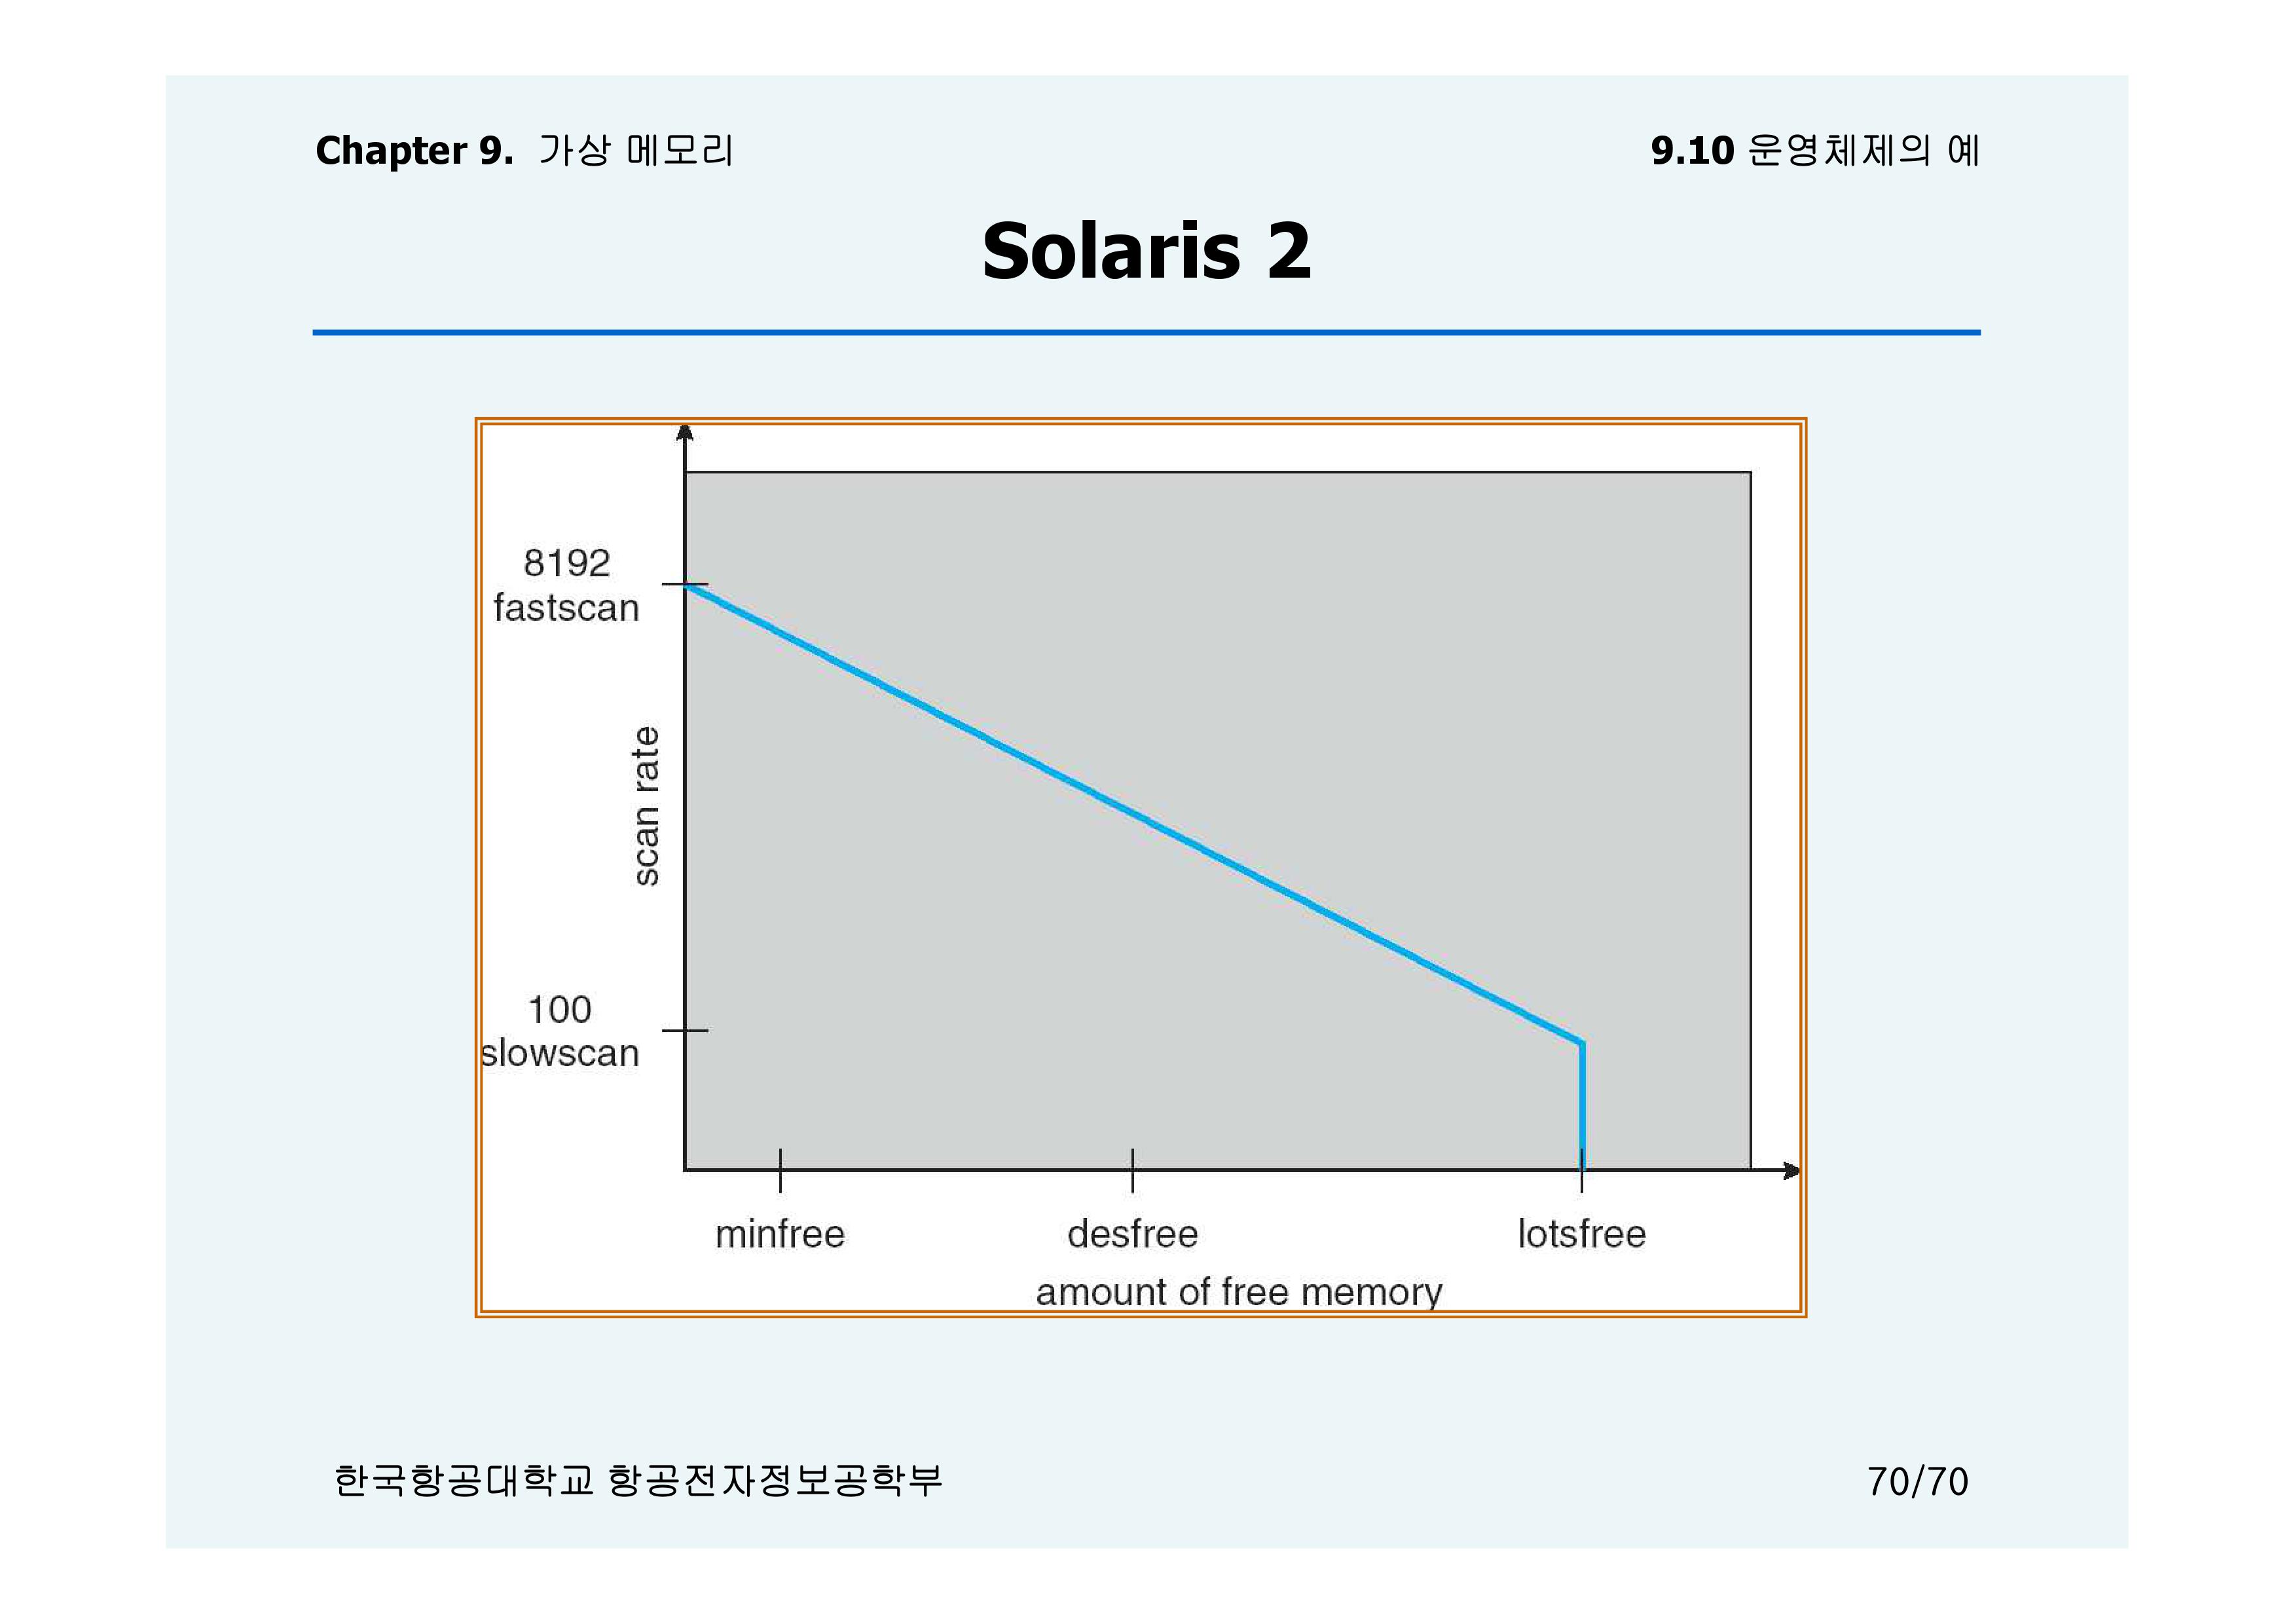 Chapter 9. 가상 메모리
9.10 운영체제의 예
Solaris 2
8192
fastscan
scan rate
100
slowscan
minfree
desfree
lotsfree
amount of free memory
한국항공대학교 항공전자정보공학부
70/70